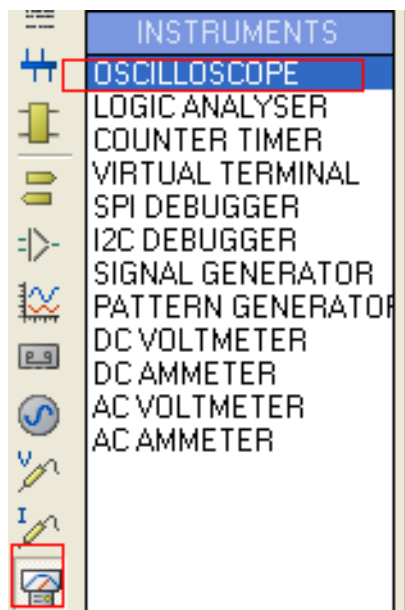 INSTRUMENTS
OSCILLOSCOPE
LOGIC ANALYSER
COUNTER TIMER
VIRTUAL TERMINAL
SPI DEBUGGER
I2C DEBUGGER
SIGNAL GENERATOR
PATTERN GENERATOR
DC VOLTMETER
DC AMMETER
AC VOLTMETER
AC AMMETER
V
I